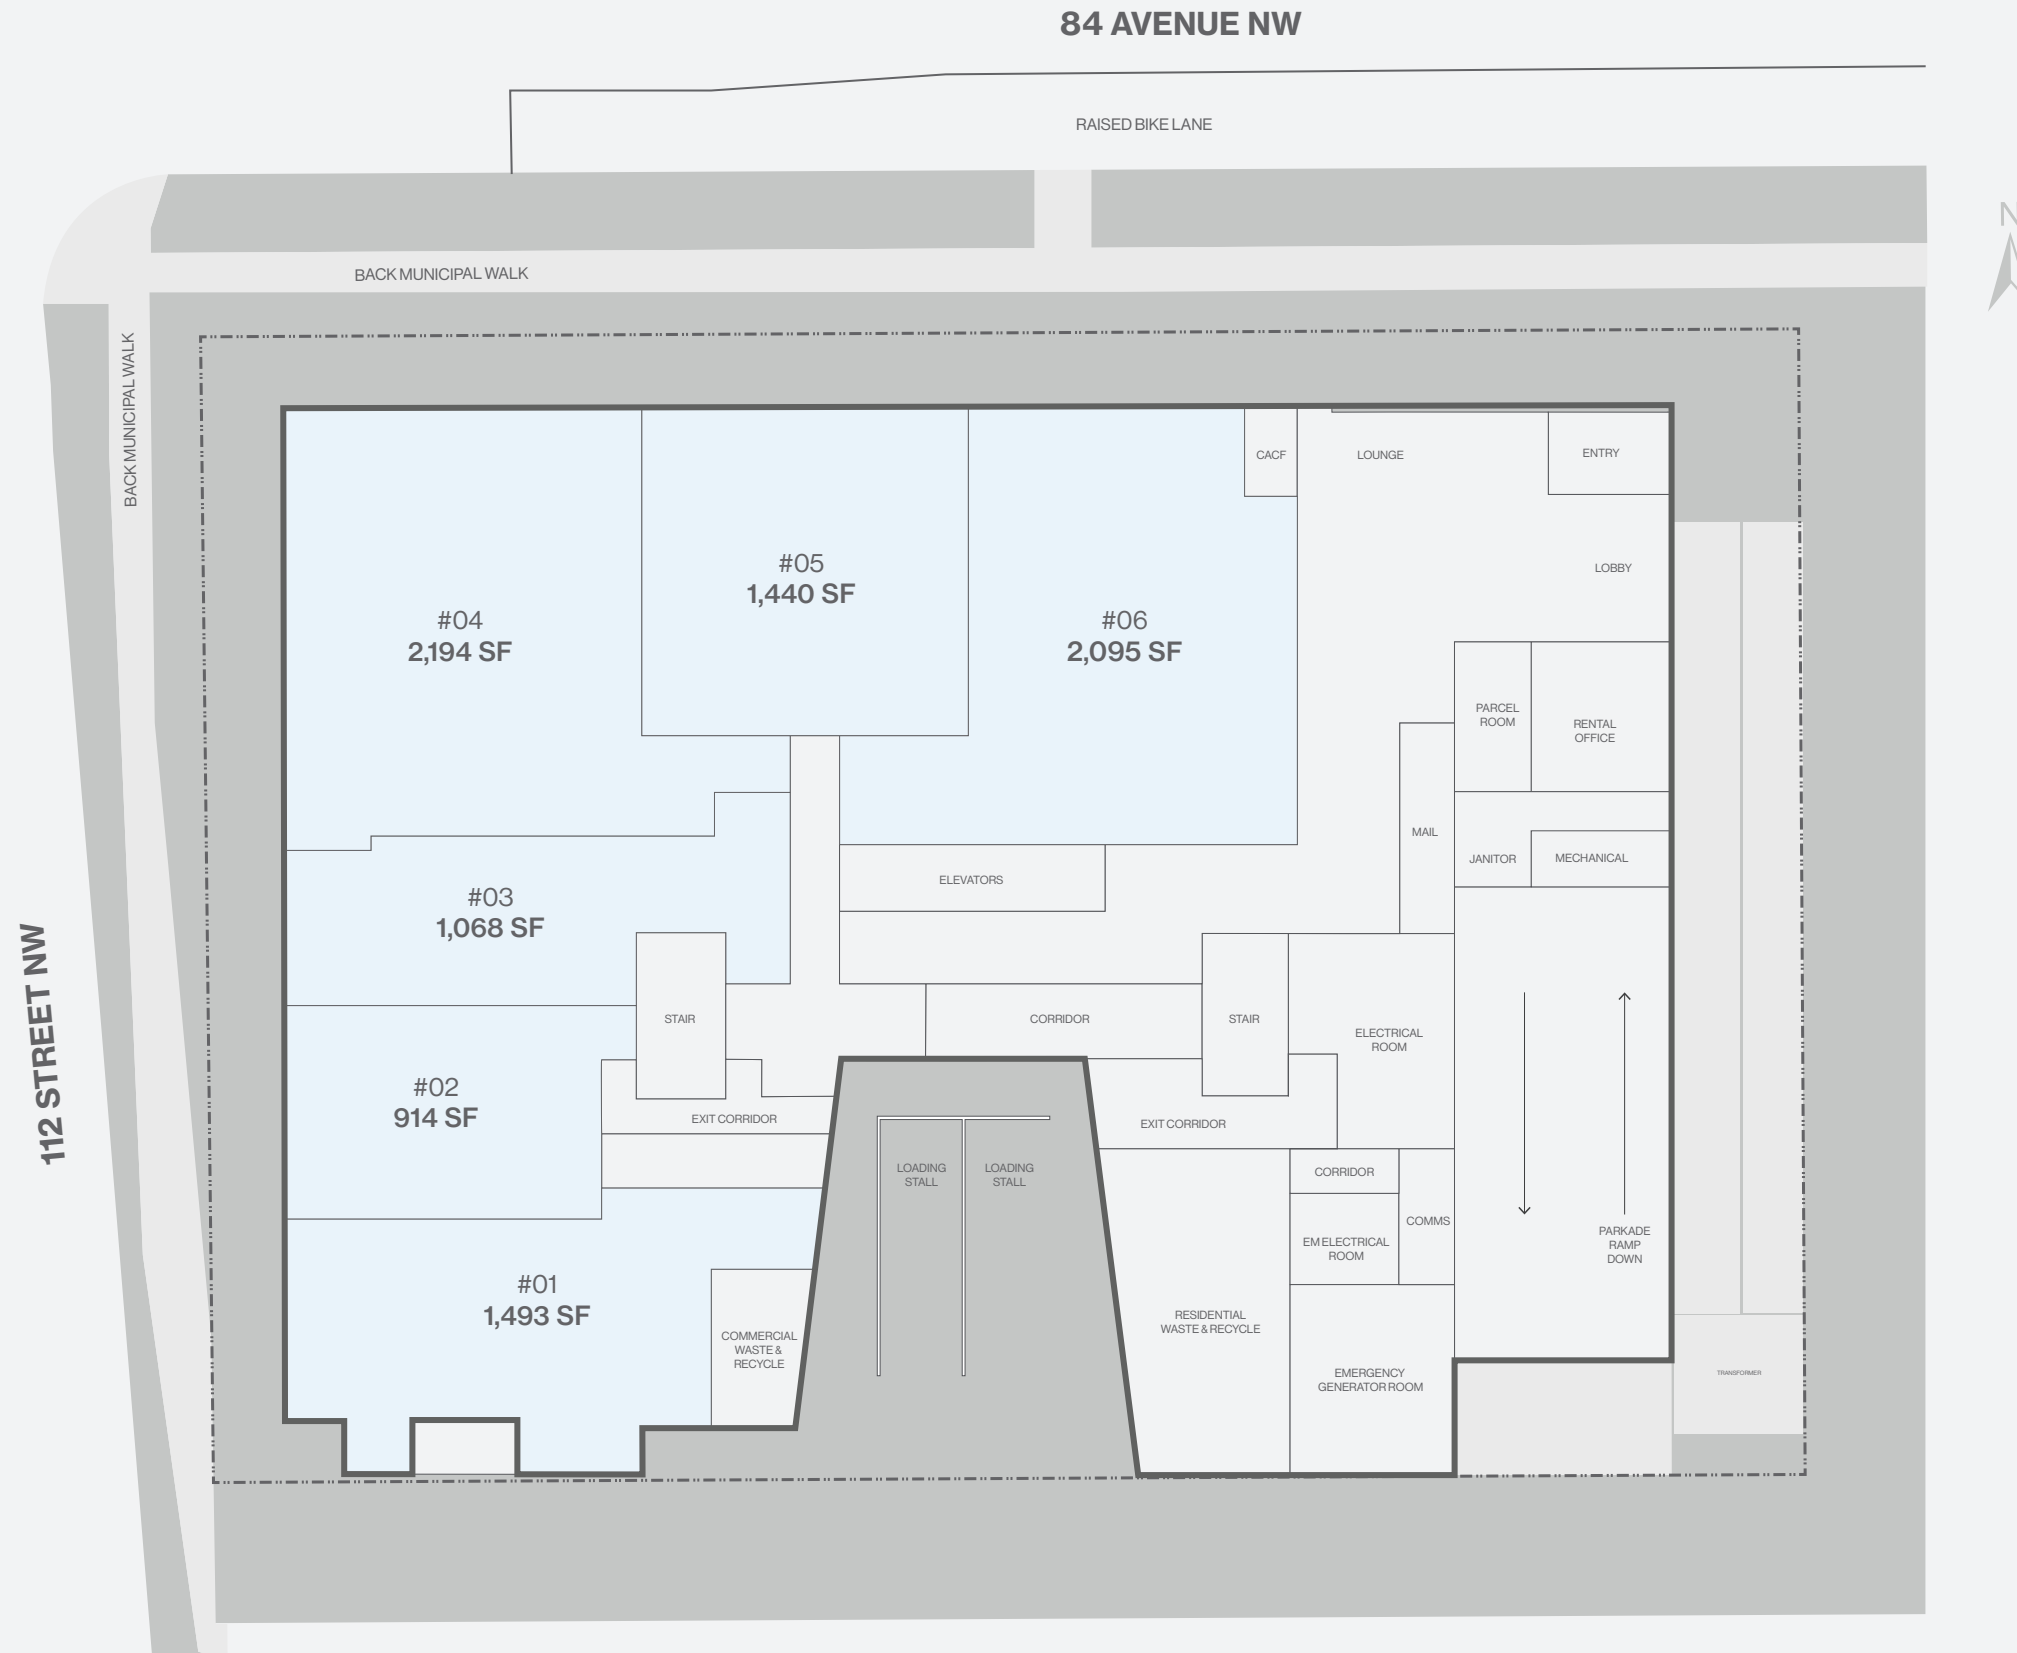 84 AVENUE NW
RAISED BIKE LANE
N
BACK MUNICIPAL WALK
BACK MUNICIPAL WALK
112 STREET NW
#04
2,194 SF
#05
1,440 SF
#06
2,095 SF
CACF
LOUNGE
ENTRY
LOBBY
PARCEL
ROOM
RENTAL
OFFICE
MAIL
JANITOR
MECHANICAL
#03
1,068 SF
ELEVATORS
STAIR
CORRIDOR
STAIR
ELECTRICAL
ROOM
#02
914 SF
EXIT CORRIDOR
EXIT CORRIDOR
LOADING
STALL
LOADING
STALL
CORRIDOR
COMMS
EM ELECTRICAL
ROOM
PARKADE
RAMP
DOWN
#01
1,493 SF
COMMERCIAL
WASTE &
RECYCLE
RESIDENTIAL
WASTE & RECYCLE
EMERGENCY
GENERATOR ROOM
TRANSFORMER